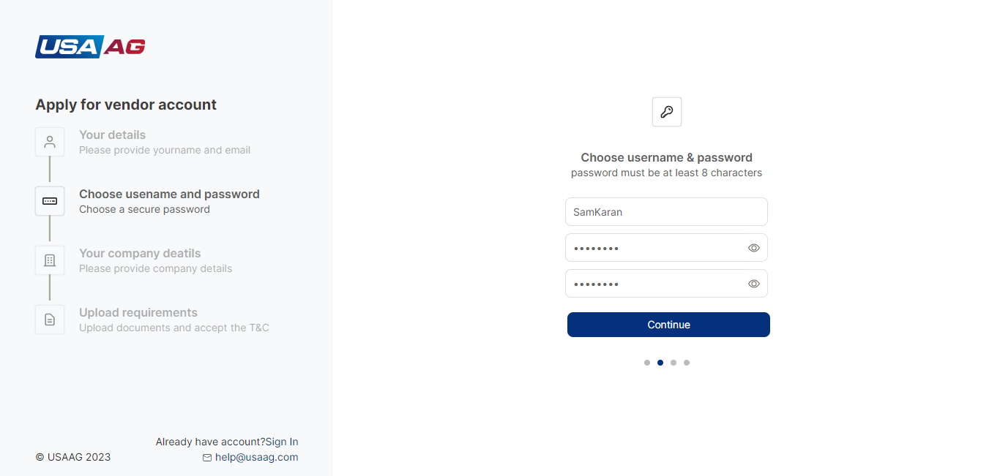 USA AG
Apply for vendor account
Your details
Please provide yourname and email
Choose usename and password
Choose a secure password
Your company deatils
Please provide company details
Upload requirements
Upload documents and accept the T&C
Already have account?Sign In
© USAAG 2023
help@usaag.com
Choose username & password
password must be at least 8 characters
SamKaran
••••••••
••••••••
Continue